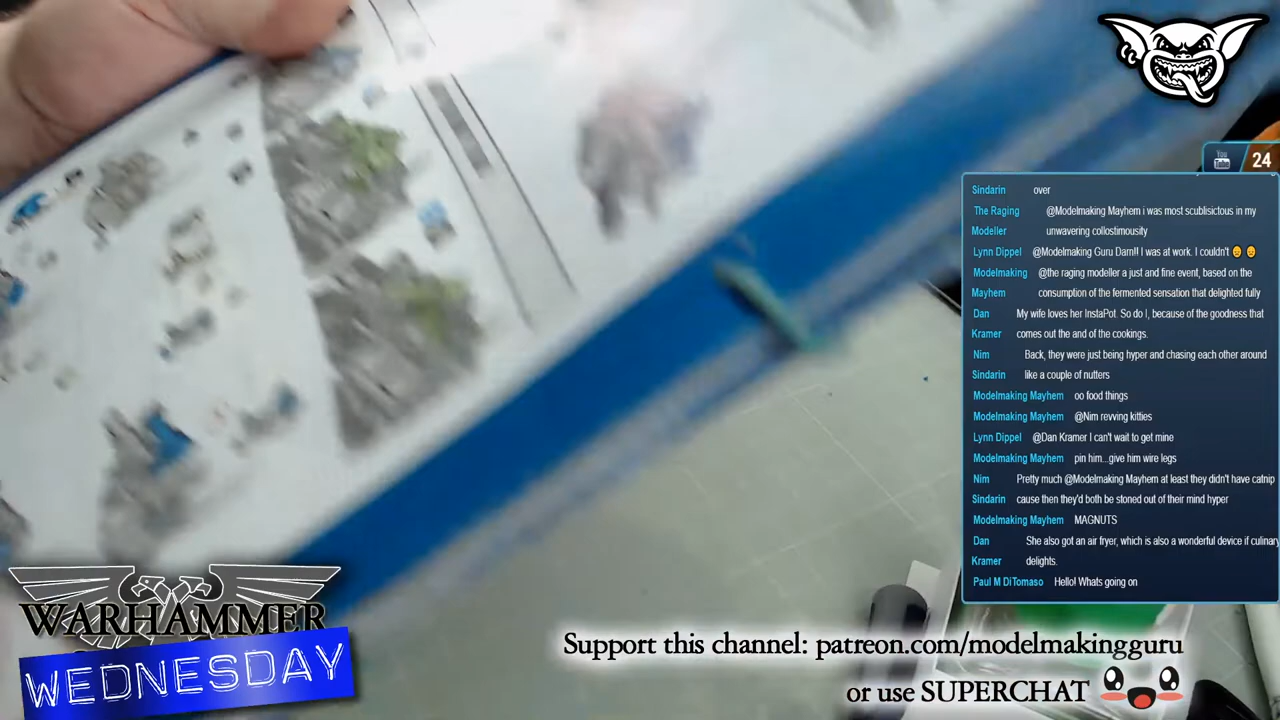 You
Tube
24
Sindarin over
The Raging @Modelmaking Mayhem i was most scublisictous in my
Modeller unwavering collostimousity
Lynn Dippel @Modelmaking Guru Darn!! I was at work. I couldn't 😔 😔
Modelmaking @the raging modeller a just and fine event, based on the
Mayhem consumption of the fermented sensation that delighted fully
Dan My wife loves her InstaPot. So do I, because of the goodness that
Kramer comes out the end of the cookings.
Nim Back, they were just being hyper and chasing each other around
Sindarin like a couple of nutters
Modelmaking Mayhem oo food things
Modelmaking Mayhem @Nim revving kitties
Lynn Dippel @Dan Kramer I can't wait to get mine
Modelmaking Mayhem pin him...give him wire legs
Nim Pretty much @Modelmaking Mayhem at least they didn't have catnip
Sindarin cause then they'd both be stoned out of their mind hyper
Modelmaking Mayhem MAGNUTS
Dan She also got an air fryer, which is also a wonderful device if culinary
Kramer delights.
Paul M DiTomaso Hello! Whats going on
WARHAMMER
WEDNESDAY
Support this channel: patreon.com/modelmakingguru
or use SUPERCHAT